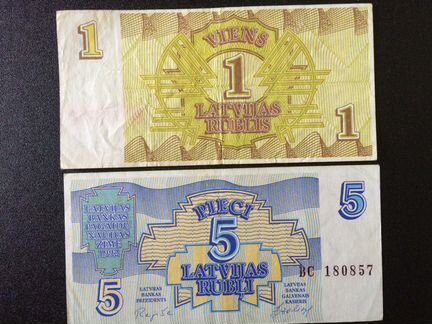 1
VIENS
1
LATVIJAS
RUBLIS
1
LATVIJAS
BANKAS
PAGAIDU
NAUDAS
ZĪME
1992
PIECI
5
LATVIJAS
RUBĻI
5
BC 180857
5
LATVIJAS
BANKAS
PREZIDENTS
LATVIJAS
BANKAS
GALVENAIS
KASIERIS